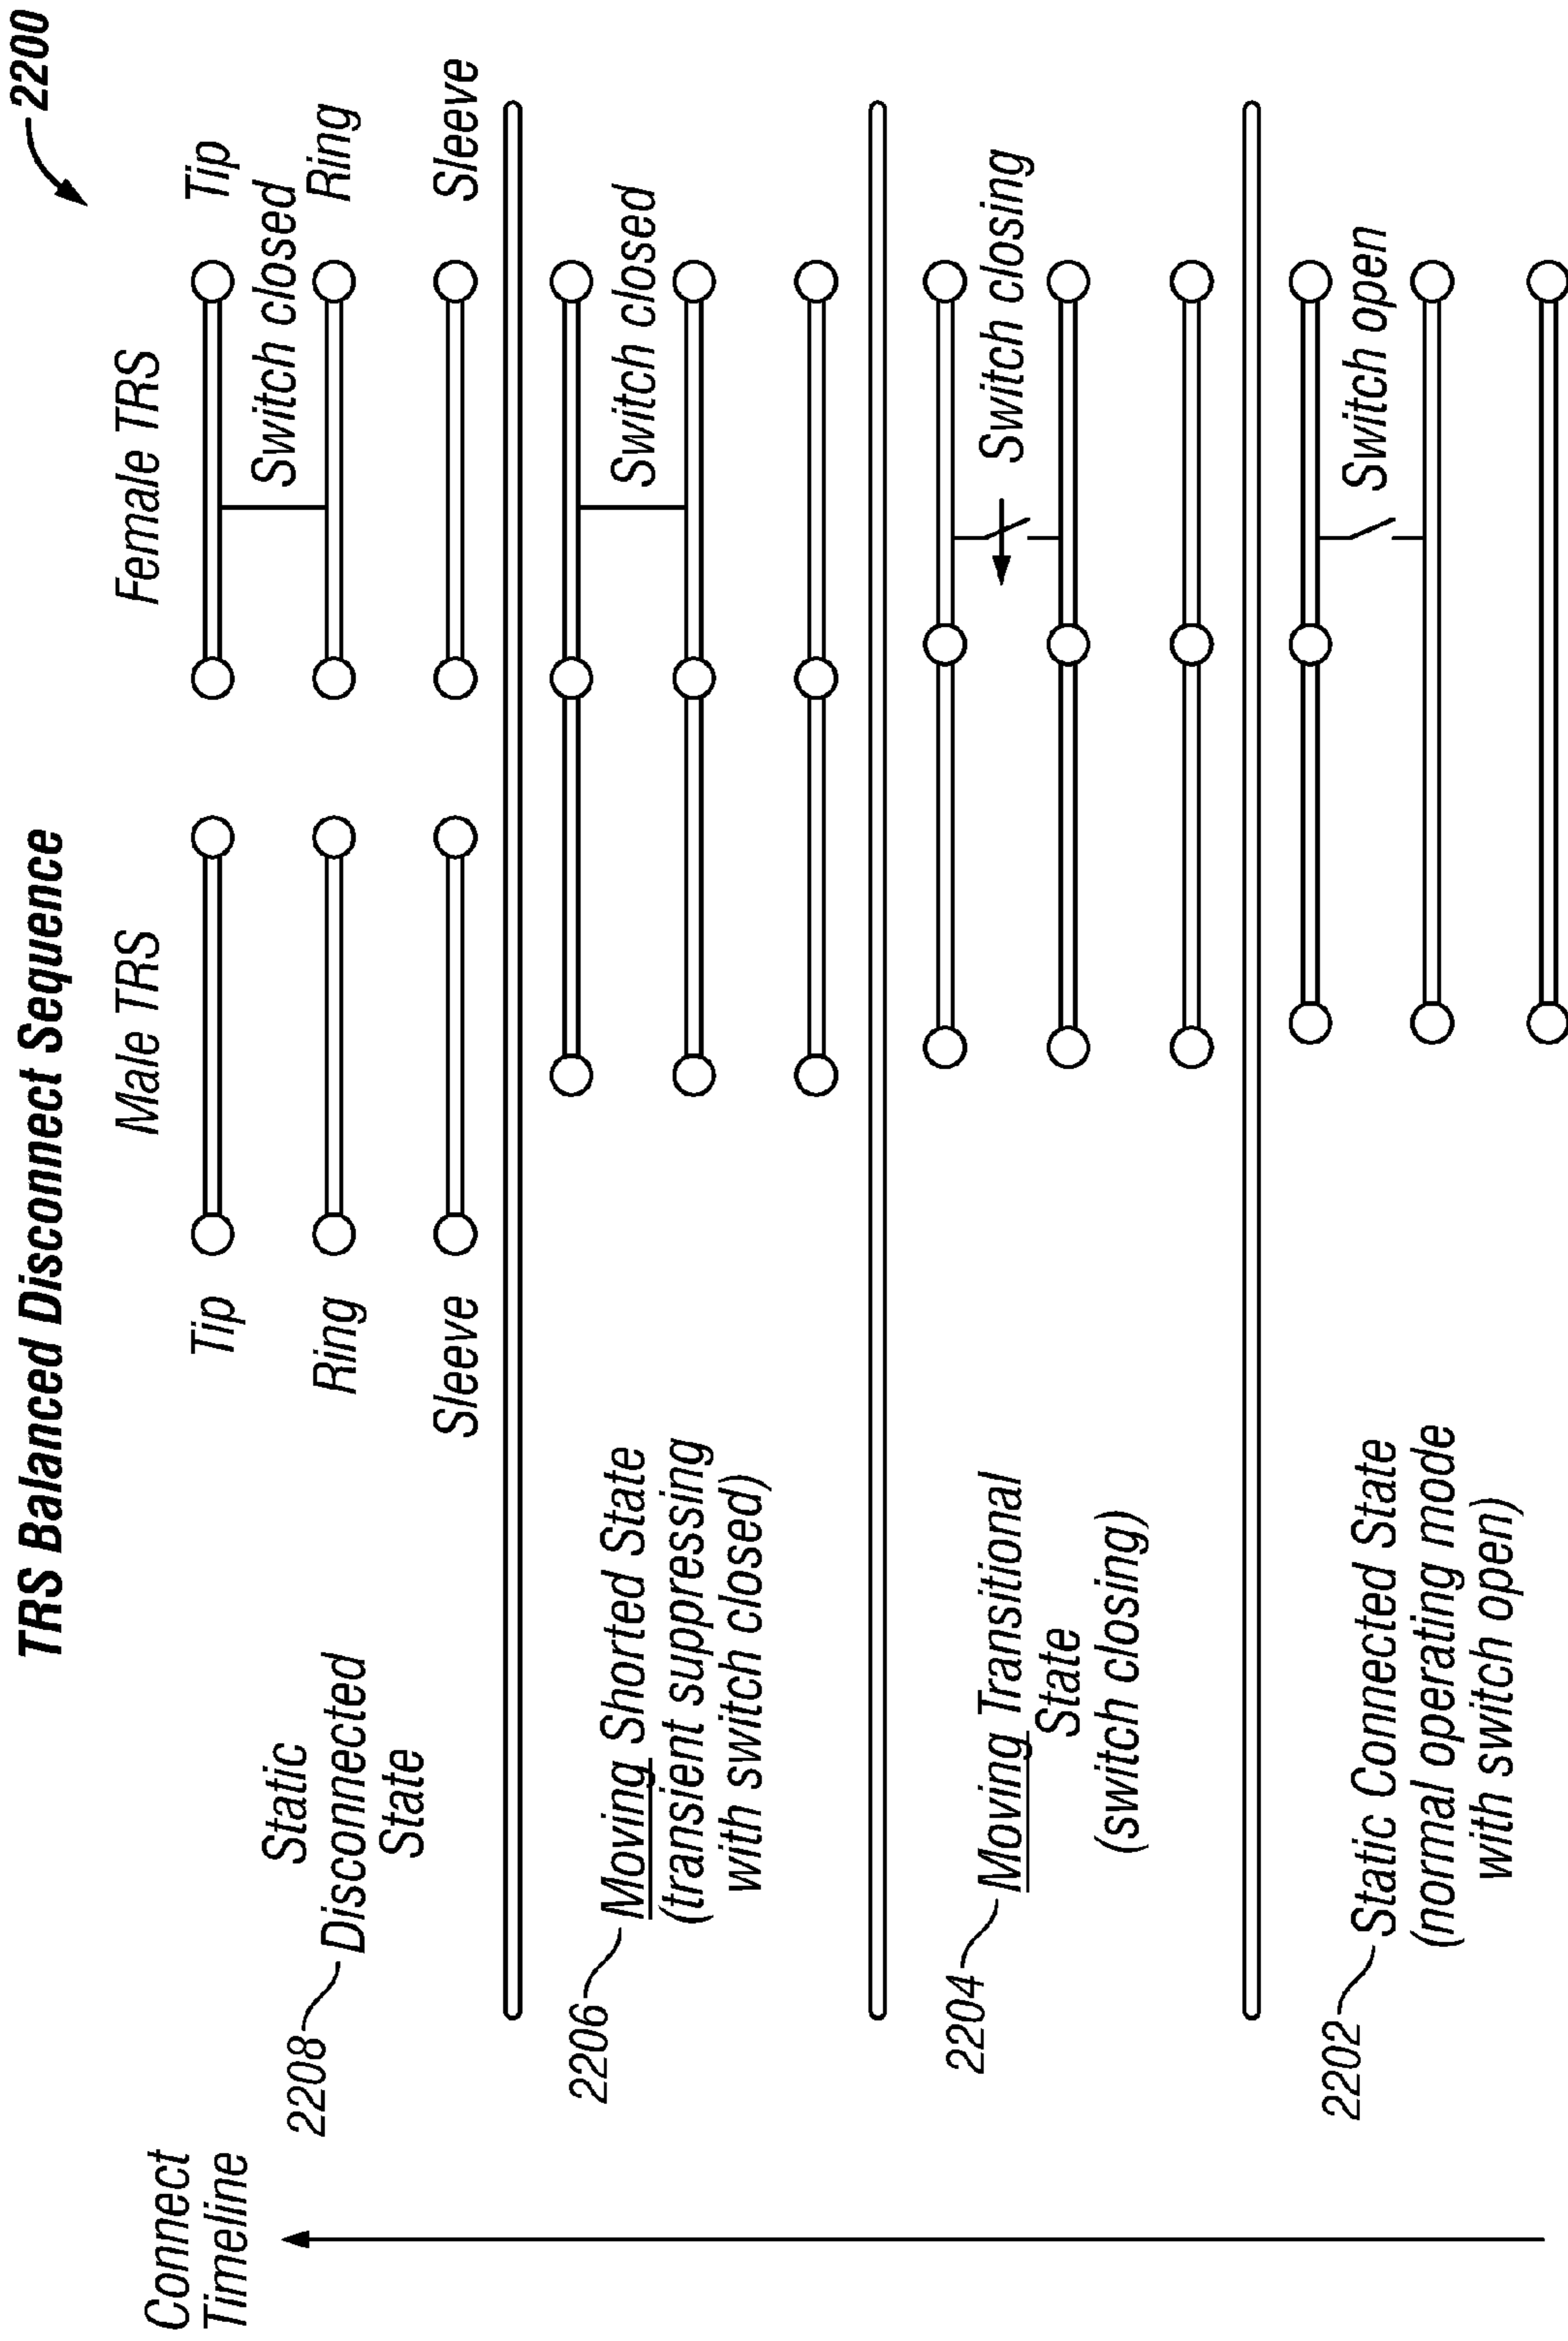 TRS Balanced Disconnect Sequence
2200
Connect
Timeline
Male TRS
Female TRS
2208
Static
Disconnected
State
Tip
Ring
Sleeve
Tip
Switch closed
Ring
Sleeve
2206
Moving Shorted State
(transient suppressing
with switch closed)
Switch closed
2204
Moving Transitional
State
(switch closing)
Switch closing
2202
Static Connected State
(normal operating mode
with switch open)
Switch open